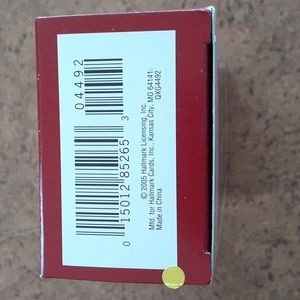 04492
0 15012 85265 3
© 2005 Hallmark Licensing, Inc.
Mfd. for Hallmark Cards, Inc., Kansas City, MO 64141
Made in China
QXG4492